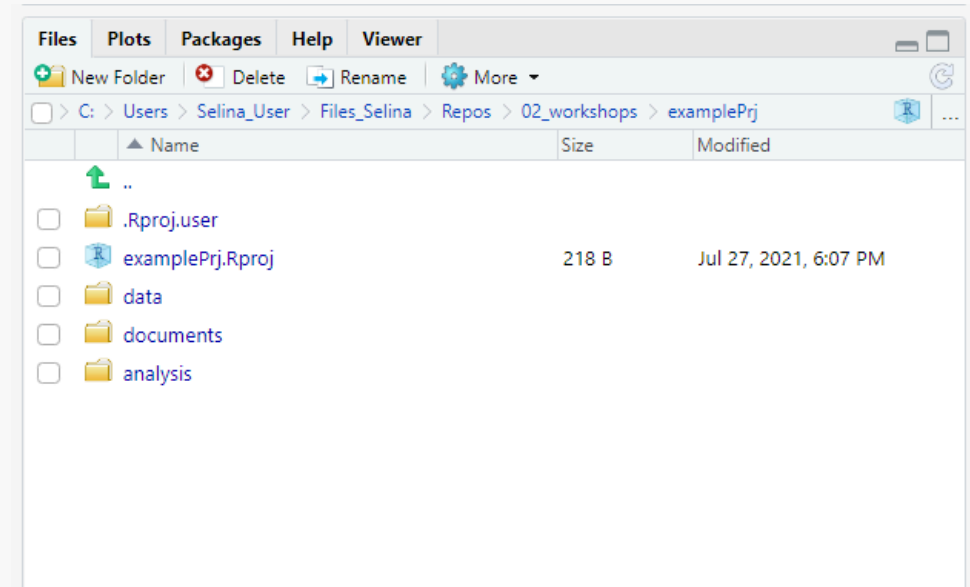 Files Plots Packages Help Viewer
New Folder Delete Rename More
C: > Users > Selina_User > Files_Selina > Repos > 02_workshops > examplePrj R ...
Name Size Modified
..
.Rproj.user
R examplePrj.Rproj 218 B Jul 27, 2021, 6:07 PM
data
documents
analysis